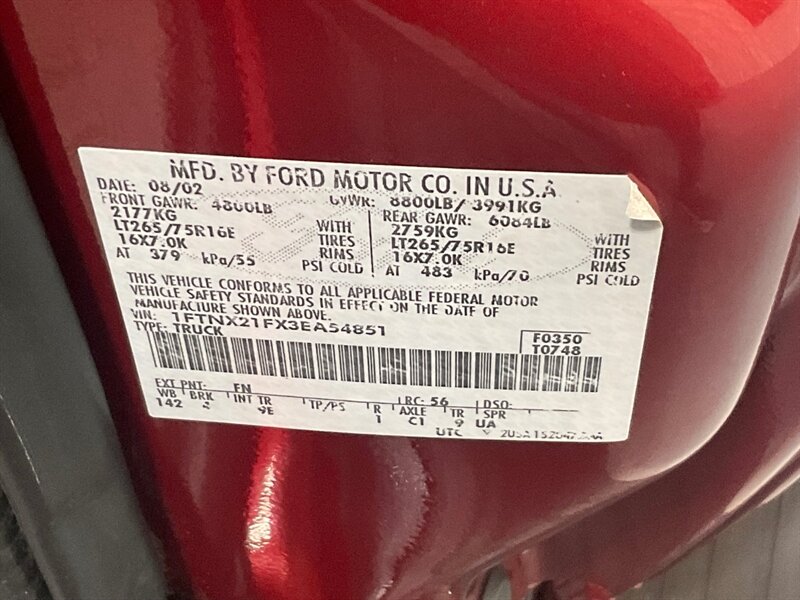 MFD. BY FORD MOTOR CO. IN U.S.A
DATE: 08/02 GVWR: 8800LB/ 3991KG
FRONT GAWR: 4800LB REAR GAWR: 6084LB
2177KG 2759KG
LT265/75R16E WITH TIRES LT265/75R16E WITH TIRES
16X7.0K RIMS 16X7.0K RIMS
AT 379 kPa/55 PSI COLD AT 483 kPa/70 PSI COLD
THIS VEHICLE CONFORMS TO ALL APPLICABLE FEDERAL MOTOR
VEHICLE SAFETY STANDARDS IN EFFECT ON THE DATE OF
MANUFACTURE SHOWN ABOVE.
VIN: 1FTNX21FX3EA54851
TYPE: TRUCK
F0350
T0748
EXT PNT: FN RC: 56 DSO:
WB BRK INT TR TP/PS R AXLE TR SPR
142 9E 1 C1 9 UA
UTC